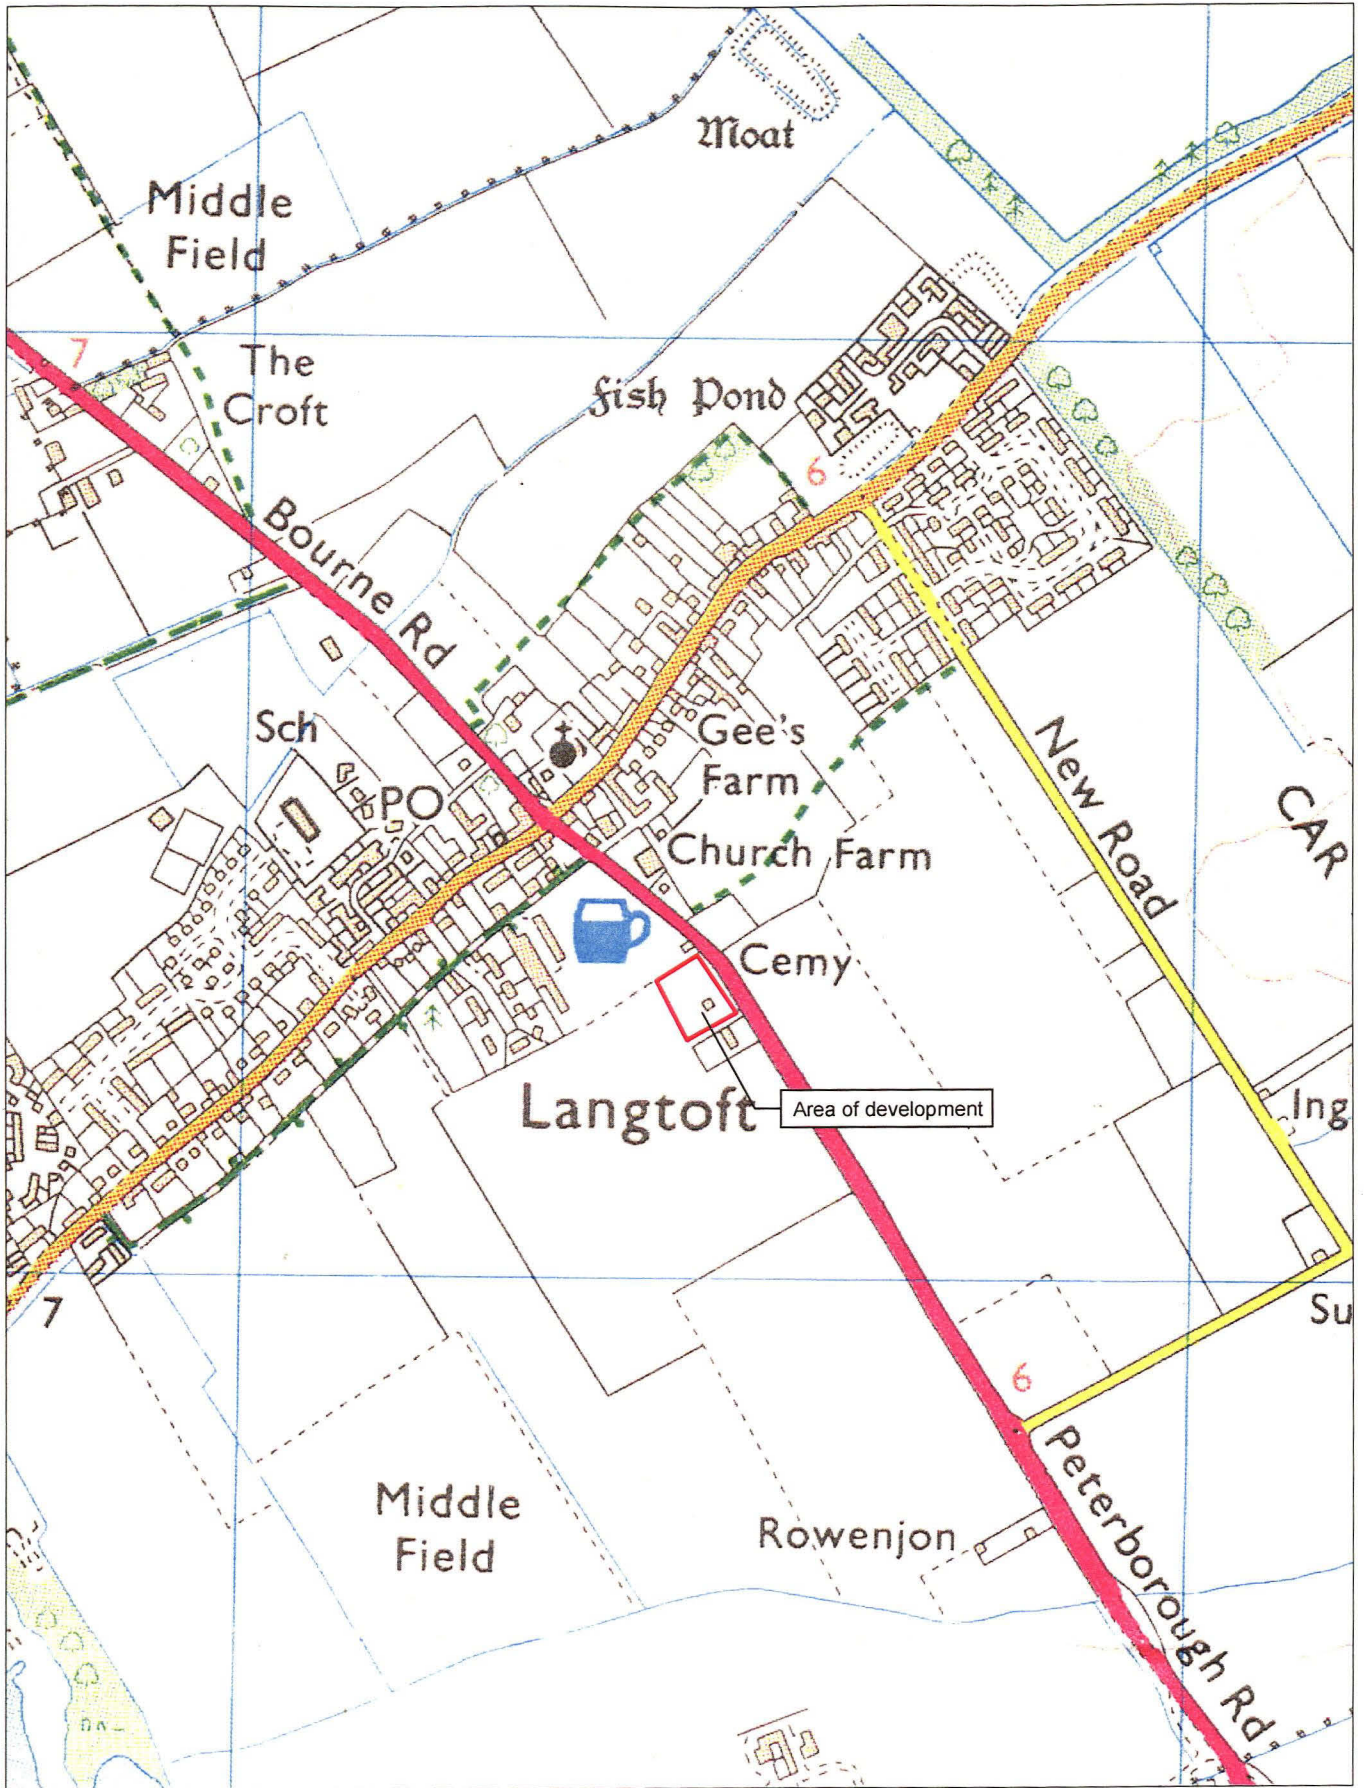 Moat
Middle
Field
7
The
Croft
Fish Pond
6
Bourne Rd
Sch
PO
Gee's
Farm
Church Farm
New Road
CAR
Cemy
Langtoft
Area of development
Ing
7
Su
6
Middle
Field
Rowenjon
Peterborough Rd